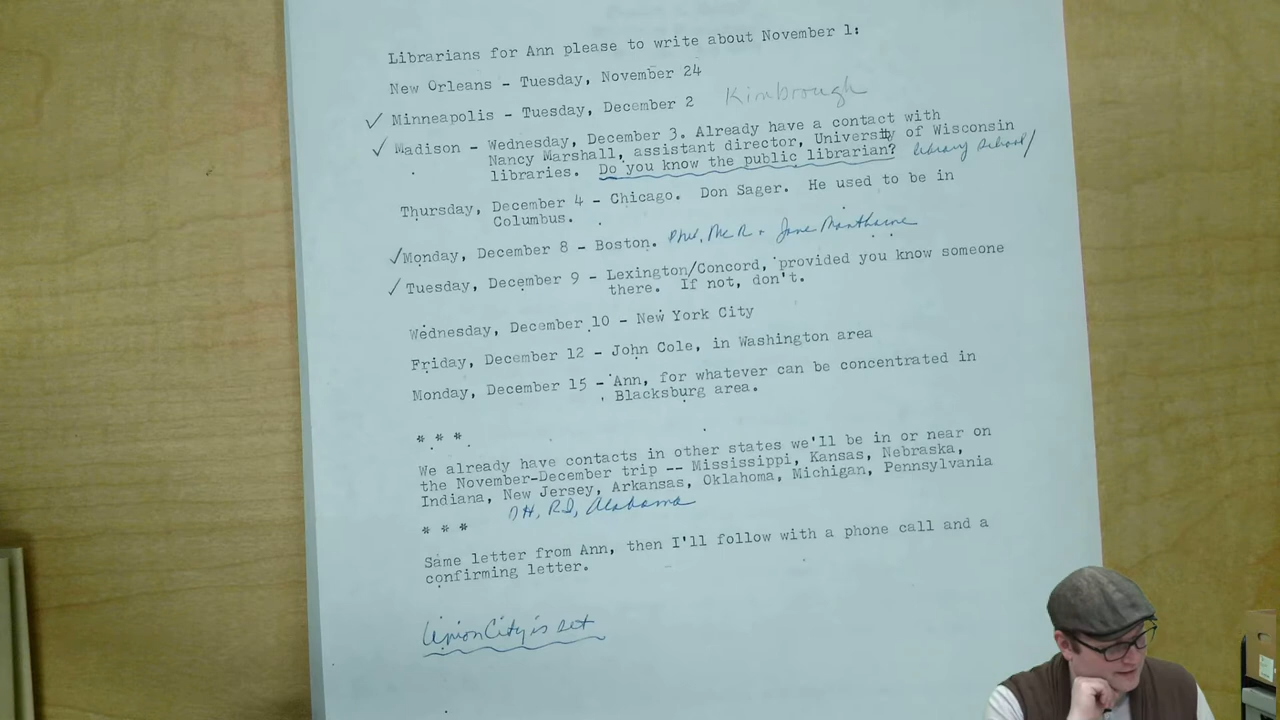 Librarians for Ann please to write about November 1:
New Orleans - Tuesday, November 24
✓ Minneapolis - Tuesday, December 2 Kimbrough
✓ Madison - Wednesday, December 3. Already have a contact with
Nancy Marshall, assistant director, University of Wisconsin
libraries. Do you know the public librarian? library school/
Thursday, December 4 - Chicago. Don Sager. He used to be in
Columbus.
✓ Monday, December 8 - Boston. Phil, McN + Jane Manthorne
✓ Tuesday, December 9 - Lexington/Concord, provided you know someone
there. If not, don't.
Wednesday, December 10 - New York City
Friday, December 12 - John Cole, in Washington area
Monday, December 15 - Ann, for whatever can be concentrated in
Blacksburg area.
* * *
We already have contacts in other states we'll be in or near on
the November-December trip -- Mississippi, Kansas, Nebraska,
Indiana, New Jersey, Arkansas, Oklahoma, Michigan, Pennsylvania
Alabama
* * *
Same letter from Ann, then I'll follow with a phone call and a
confirming letter.
Union City is set